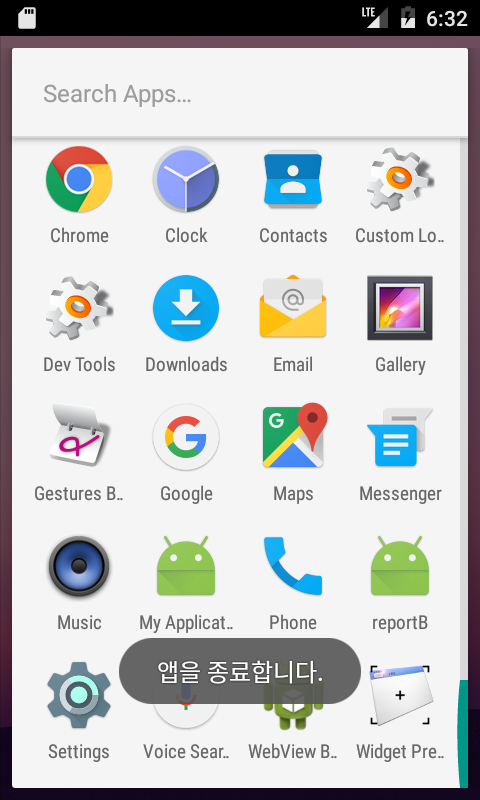 LTE 6:32
Search Apps...
Chrome Clock Contacts Custom Lo..
Dev Tools Downloads Email Gallery
Gestures B.. Google Maps Messenger
Music My Applicat.. Phone reportB
앱을 종료합니다.
Settings Voice Sear.. WebView B.. Widget Pre..